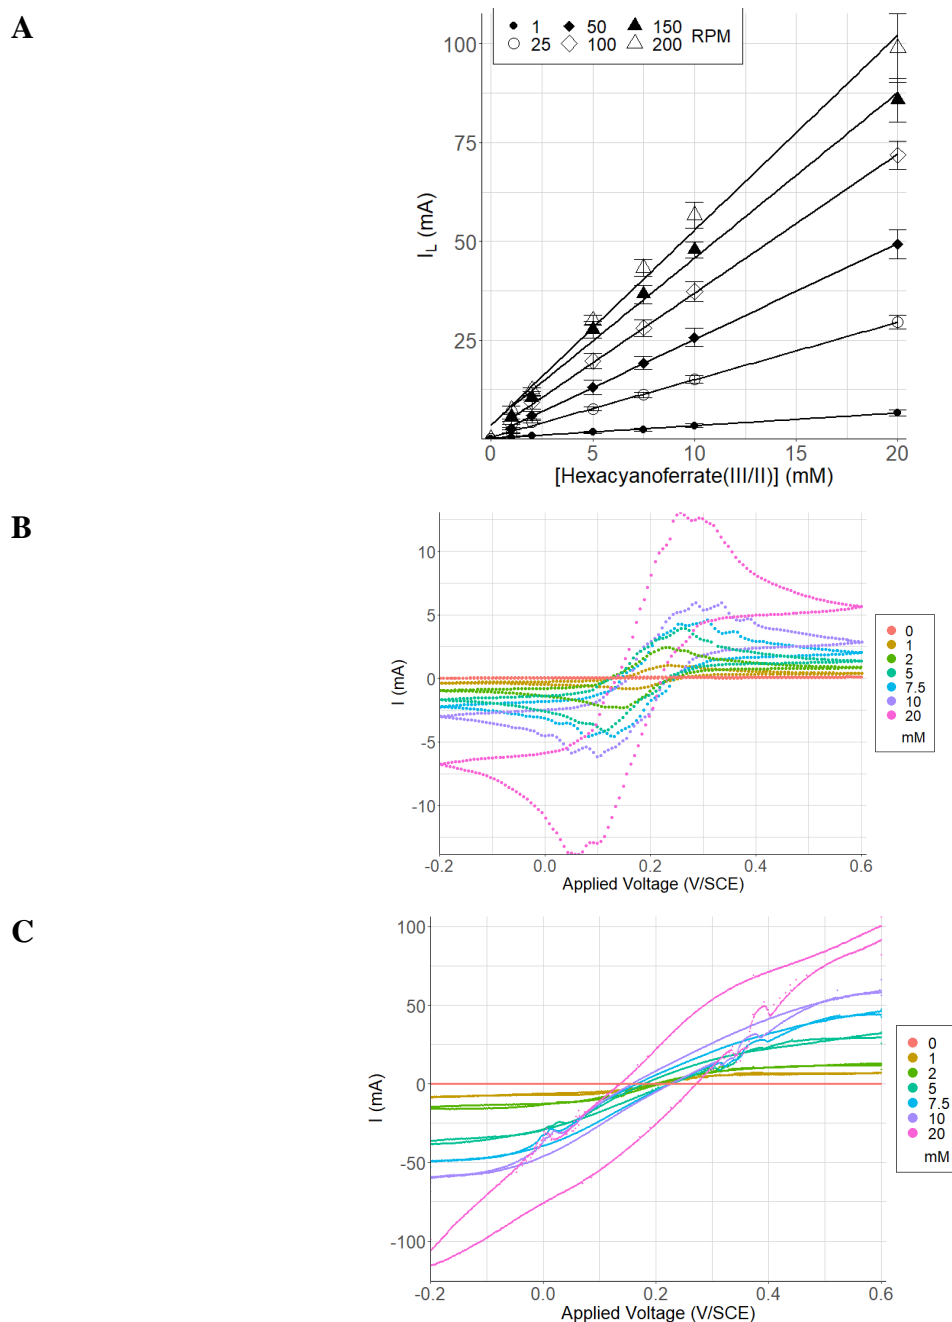 A
1 50 150
25 100 200 RPM
100
75
50
25
I_L (mA)
0 5 10 15 20
[Hexacyanoferrate(III/II)] (mM)
B
10
5
0
-5
-10
I (mA)
-0.2 0.0 0.2 0.4 0.6
Applied Voltage (V/SCE)
0
1
2
5
7.5
10
20
mM
C
100
50
0
-50
-100
I (mA)
-0.2 0.0 0.2 0.4 0.6
Applied Voltage (V/SCE)
0
1
2
5
7.5
10
20
mM